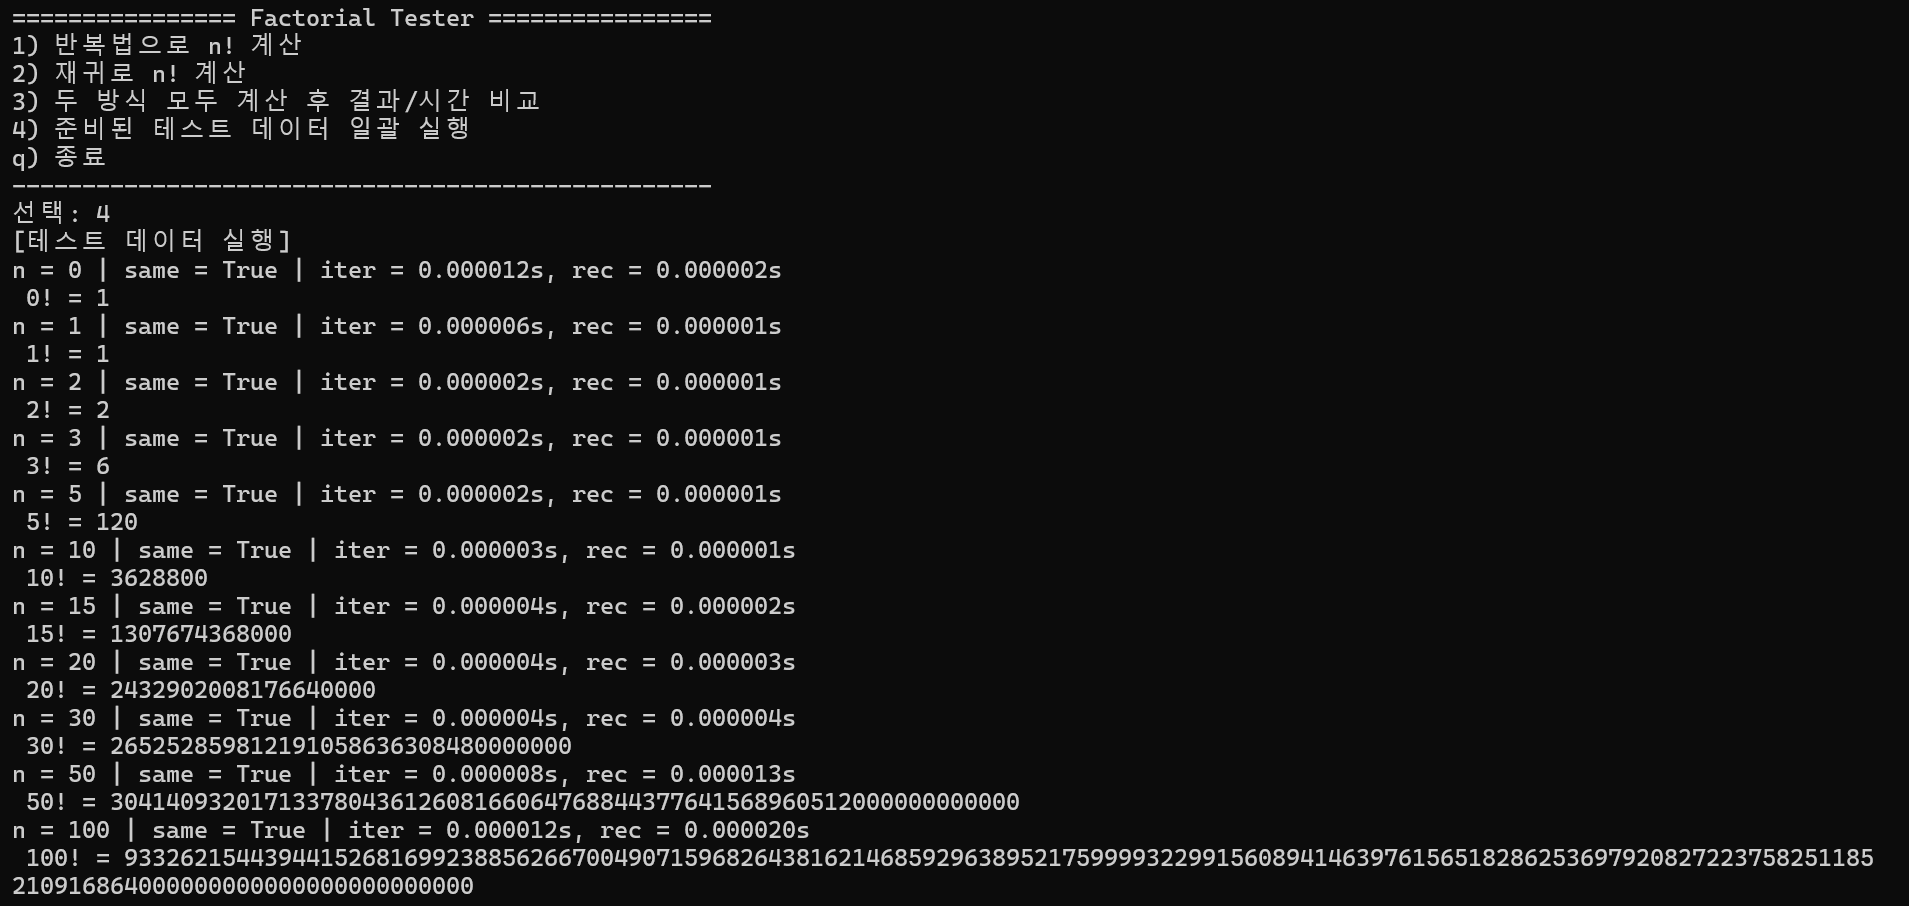 ================ Factorial Tester ================
1) 반복법으로 n! 계산
2) 재귀로 n! 계산
3) 두 방식 모두 계산 후 결과/시간 비교
4) 준비된 테스트 데이터 일괄 실행
q) 종료
--------------------------------------------------
선택: 4
[테스트 데이터 실행]
n = 0 | same = True | iter = 0.000012s, rec = 0.000002s
 0! = 1
n = 1 | same = True | iter = 0.000006s, rec = 0.000001s
 1! = 1
n = 2 | same = True | iter = 0.000002s, rec = 0.000001s
 2! = 2
n = 3 | same = True | iter = 0.000002s, rec = 0.000001s
 3! = 6
n = 5 | same = True | iter = 0.000002s, rec = 0.000001s
 5! = 120
n = 10 | same = True | iter = 0.000003s, rec = 0.000001s
 10! = 3628800
n = 15 | same = True | iter = 0.000004s, rec = 0.000002s
 15! = 1307674368000
n = 20 | same = True | iter = 0.000004s, rec = 0.000003s
 20! = 2432902008176640000
n = 30 | same = True | iter = 0.000004s, rec = 0.000004s
 30! = 265252859812191058636308480000000
n = 50 | same = True | iter = 0.000008s, rec = 0.000013s
 50! = 30414093201713378043612608166064768844377641568960512000000000000
n = 100 | same = True | iter = 0.000012s, rec = 0.000020s
 100! = 93326215443944152681699238856266700490715968264381621468592963895217599993229915608941463976156518286253697920827223758251185
210916864000000000000000000000000